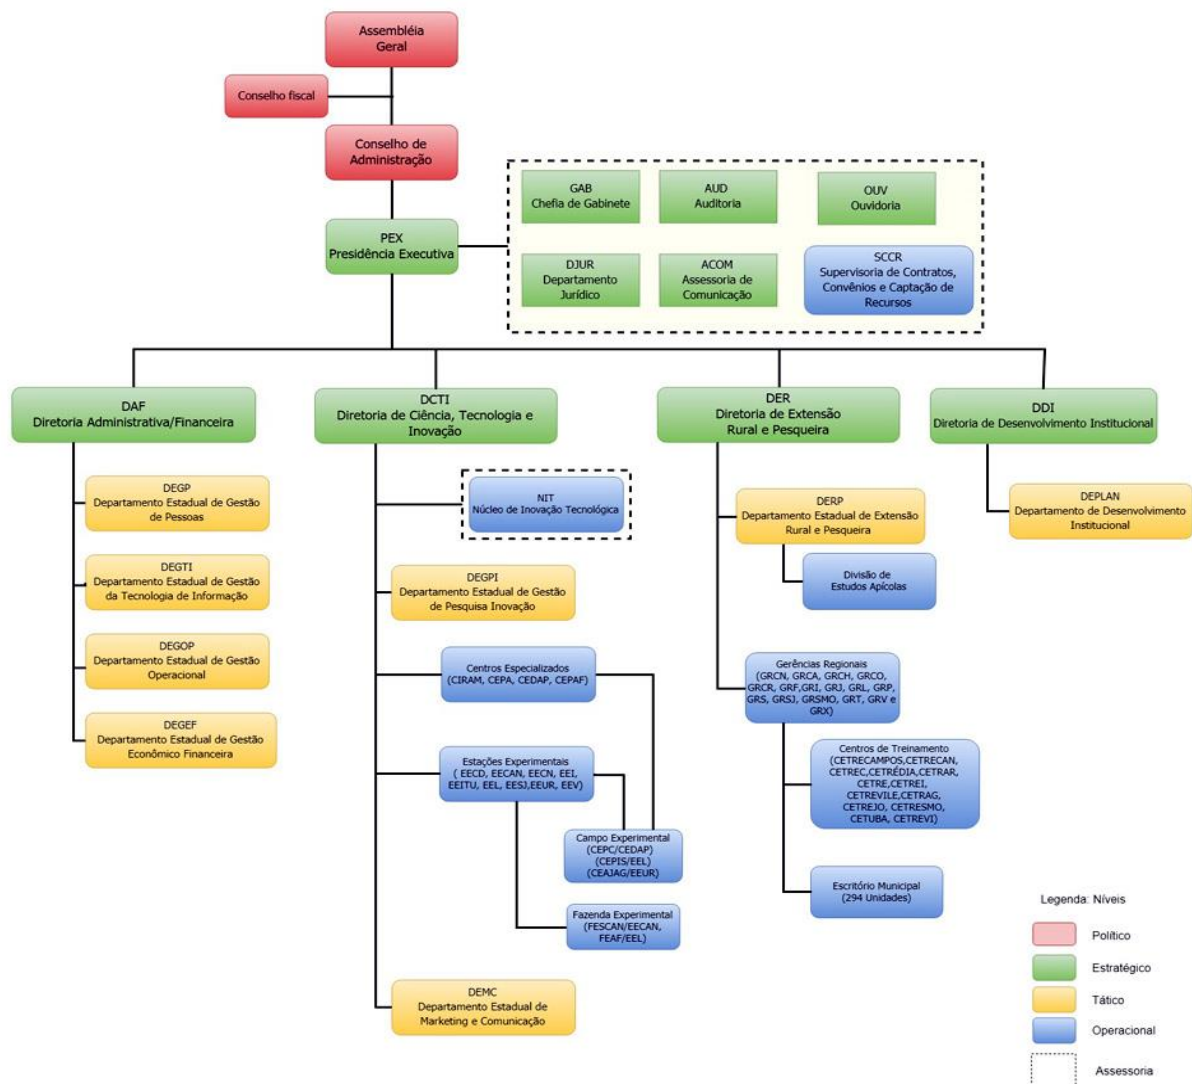 Assembléia
Geral
Conselho fiscal
Conselho de
Administração
PEX
Presidência Executiva
GAB
Chefia de Gabinete
AUD
Auditoria
OUV
Ouvidoria
DJUR
Departamento
Jurídico
ACOM
Assessoria de
Comunicação
SCCR
Supervisoria de Contratos,
Convênios e Captação de
Recursos
DAF
Diretoria Administrativa/Financeira
DCTI
Diretoria de Ciência, Tecnologia e
Inovação
DER
Diretoria de Extensão
Rural e Pesqueira
DDI
Diretoria de Desenvolvimento Institucional
DEGP
Departamento Estadual de Gestão
de Pessoas
DEGTI
Departamento Estadual de Gestão
da Tecnologia de Informação
DEGOP
Departamento Estadual de Gestão
Operacional
DEGEF
Departamento Estadual de Gestão
Econômico Financeira
NIT
Núcleo de Inovação Tecnológica
DEGPI
Departamento Estadual de Gestão
de Pesquisa Inovação
Centros Especializados
(CIRAM, CEPA, CEDAP, CEPAF)
Estações Experimentais
( EECD, EECAN, EECN, EEI,
EEITU, EEL, EESJ,EEUR, EEV)
Campo Experimental
(CEPC/CEDAP)
(CEPIS/EEL)
(CEAJAG/EEUR)
Fazenda Experimental
(FESCAN/EECAN,
FEAF/EEL)
DEMC
Departamento Estadual de
Marketing e Comunicação
DERP
Departamento Estadual de Extensão
Rural e Pesqueira
Divisão de
Estudos Apícolas
Gerências Regionais
(GRCN, GRCA, GRCH, GRCO,
GRCR, GRF,GRI, GRJ, GRL, GRP,
GRS, GRSJ, GRSMO, GRT, GRV e
GRX)
Centros de Treinamento
(CETRECAMPOS,CETRECAN,
CETREC,CETRÉDIA,CETRAR,
CETRE,CETREI,
CETREVILE,CETRAG,
CETREJO, CETRESMO,
CETUBA, CETREVI)
Escritório Municipal
(294 Unidades)
DEPLAN
Departamento de Desenvolvimento
Institucional
Legenda: Níveis
Político
Estratégico
Tático
Operacional
Assessoria